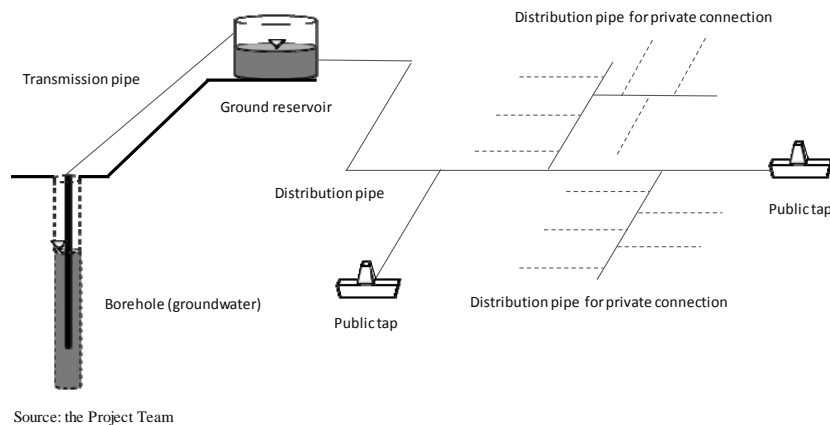 Distribution pipe for private connection
Transmission pipe
Ground reservoir
Distribution pipe
Public tap
Borehole (groundwater)
Distribution pipe for private connection
Public tap
Source: the Project Team